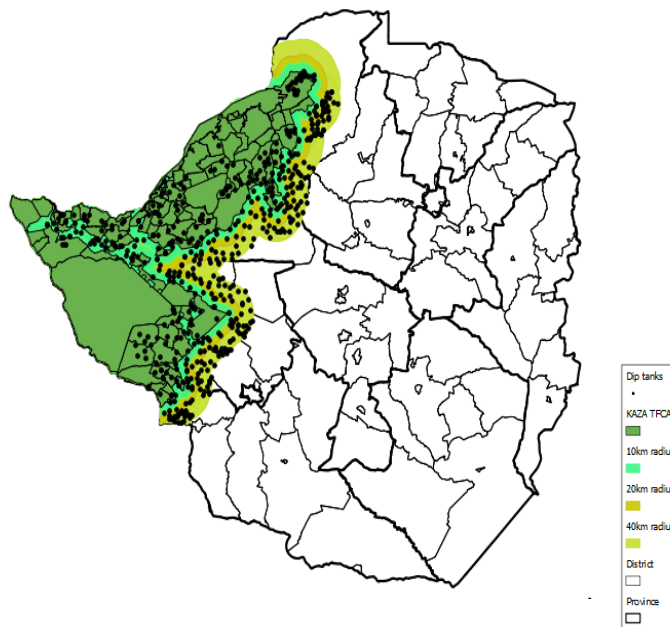 Dip tanks
KAZA TFCA
10km radiu
20km radiu
40km radiu
District
Province